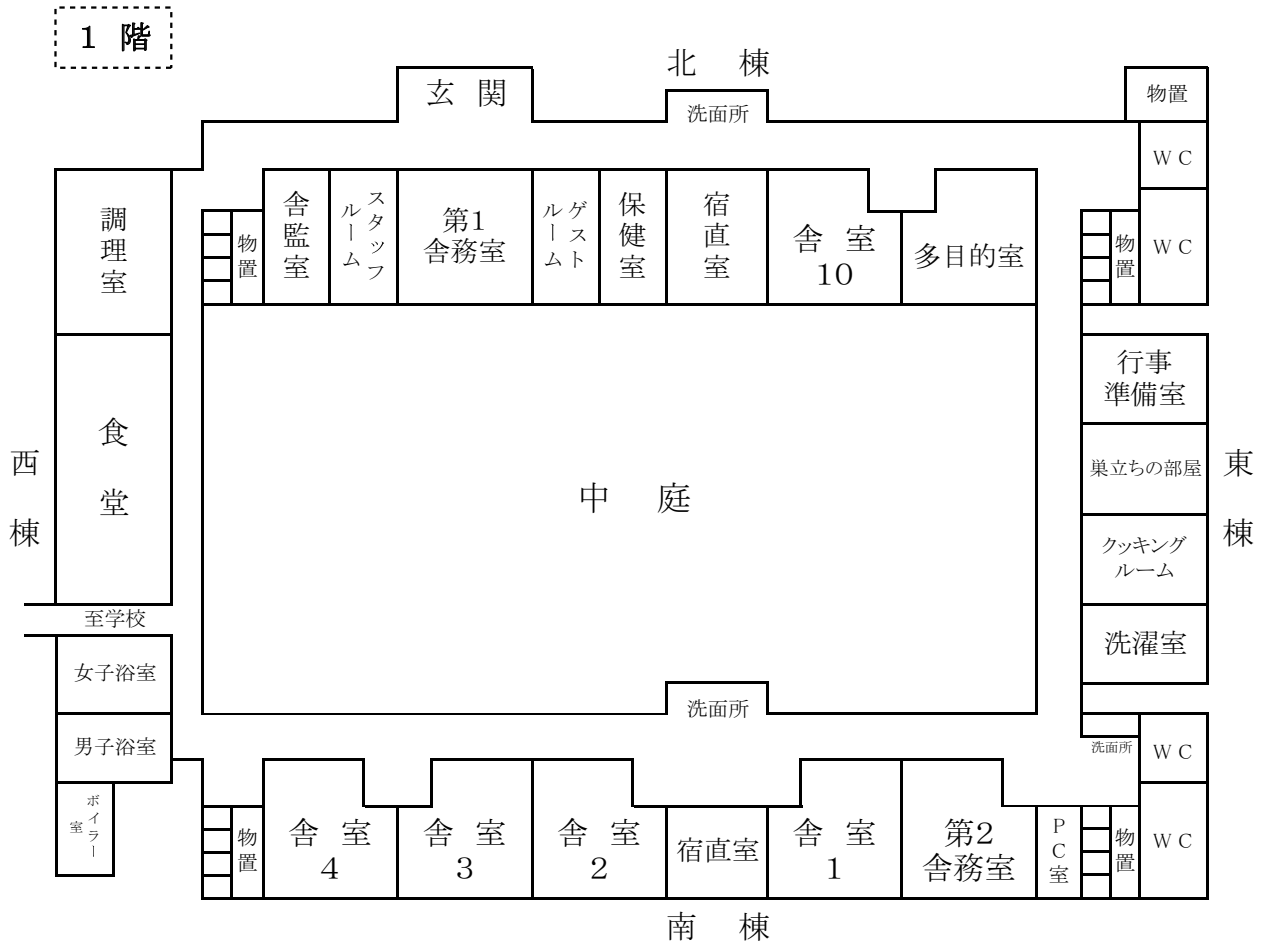 1 階
北 棟
玄 関
洗面所
物置
WC
調理室
物置
舎監室
スタッフ
ルーム
第1
舎務室
ゲスト
ルーム
保健室
宿直室
舎 室
10
多目的室
物置
WC
行事
準備室
食 堂
西 棟
中 庭
巣立ちの部屋
東 棟
クッキング
ルーム
至学校
洗濯室
女子浴室
洗面所
男子浴室
洗面所
WC
ボイラー
室
物置
舎 室
4
舎 室
3
舎 室
2
宿直室
舎 室
1
第2
舎務室
PC室
物置
WC
南 棟